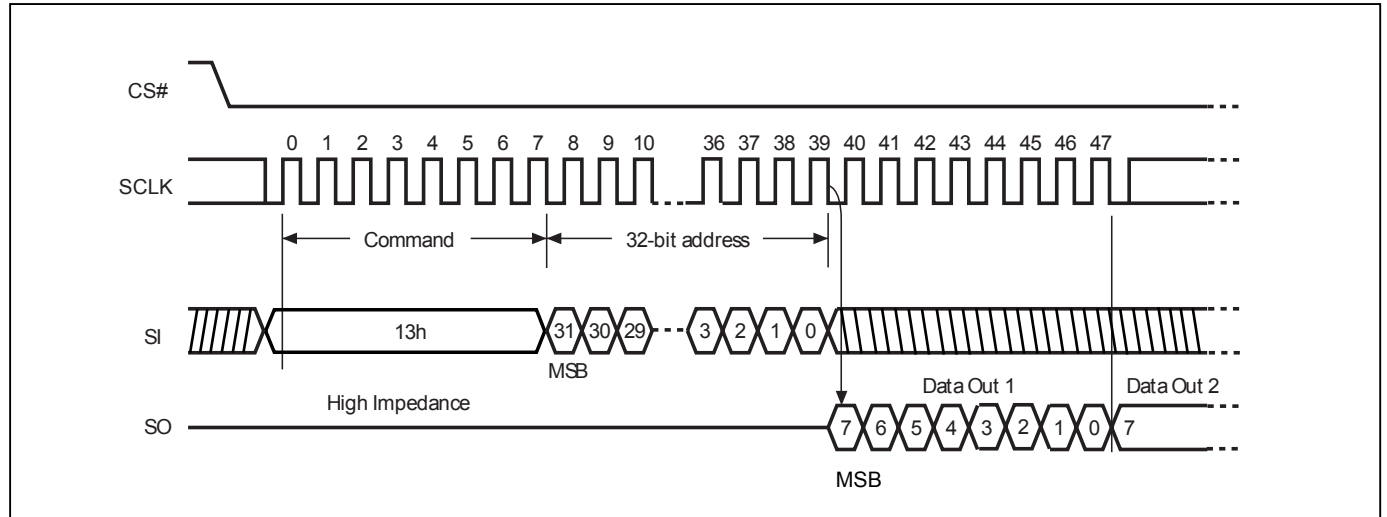 CS#
0 1 2 3 4 5 6 7 8 9 10 36 37 38 39 40 41 42 43 44 45 46 47
SCLK
Command 32-bit address
SI 13h 31 30 29 3 2 1 0
MSB Data Out 1 Data Out 2
High Impedance
SO 7 6 5 4 3 2 1 0 7
MSB